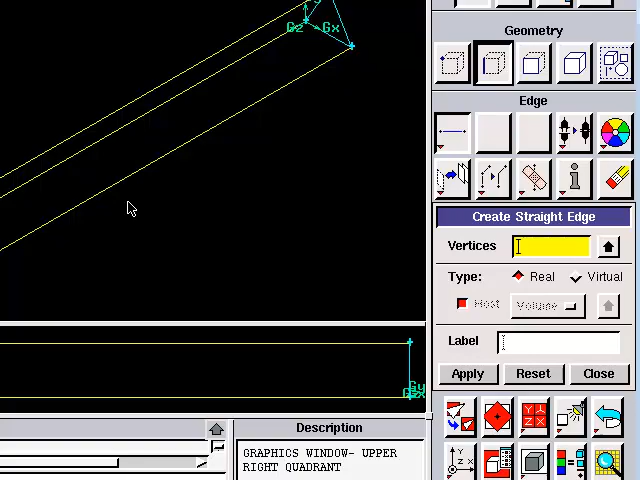 Gz
Gx
Geometry
Edge
Create Straight Edge
Vertices
Type: Real Virtual
Host Volume
Label
Apply Reset Close
Gy
Description
GRAPHICS WINDOW- UPPER
RIGHT QUADRANT
Y
Z X